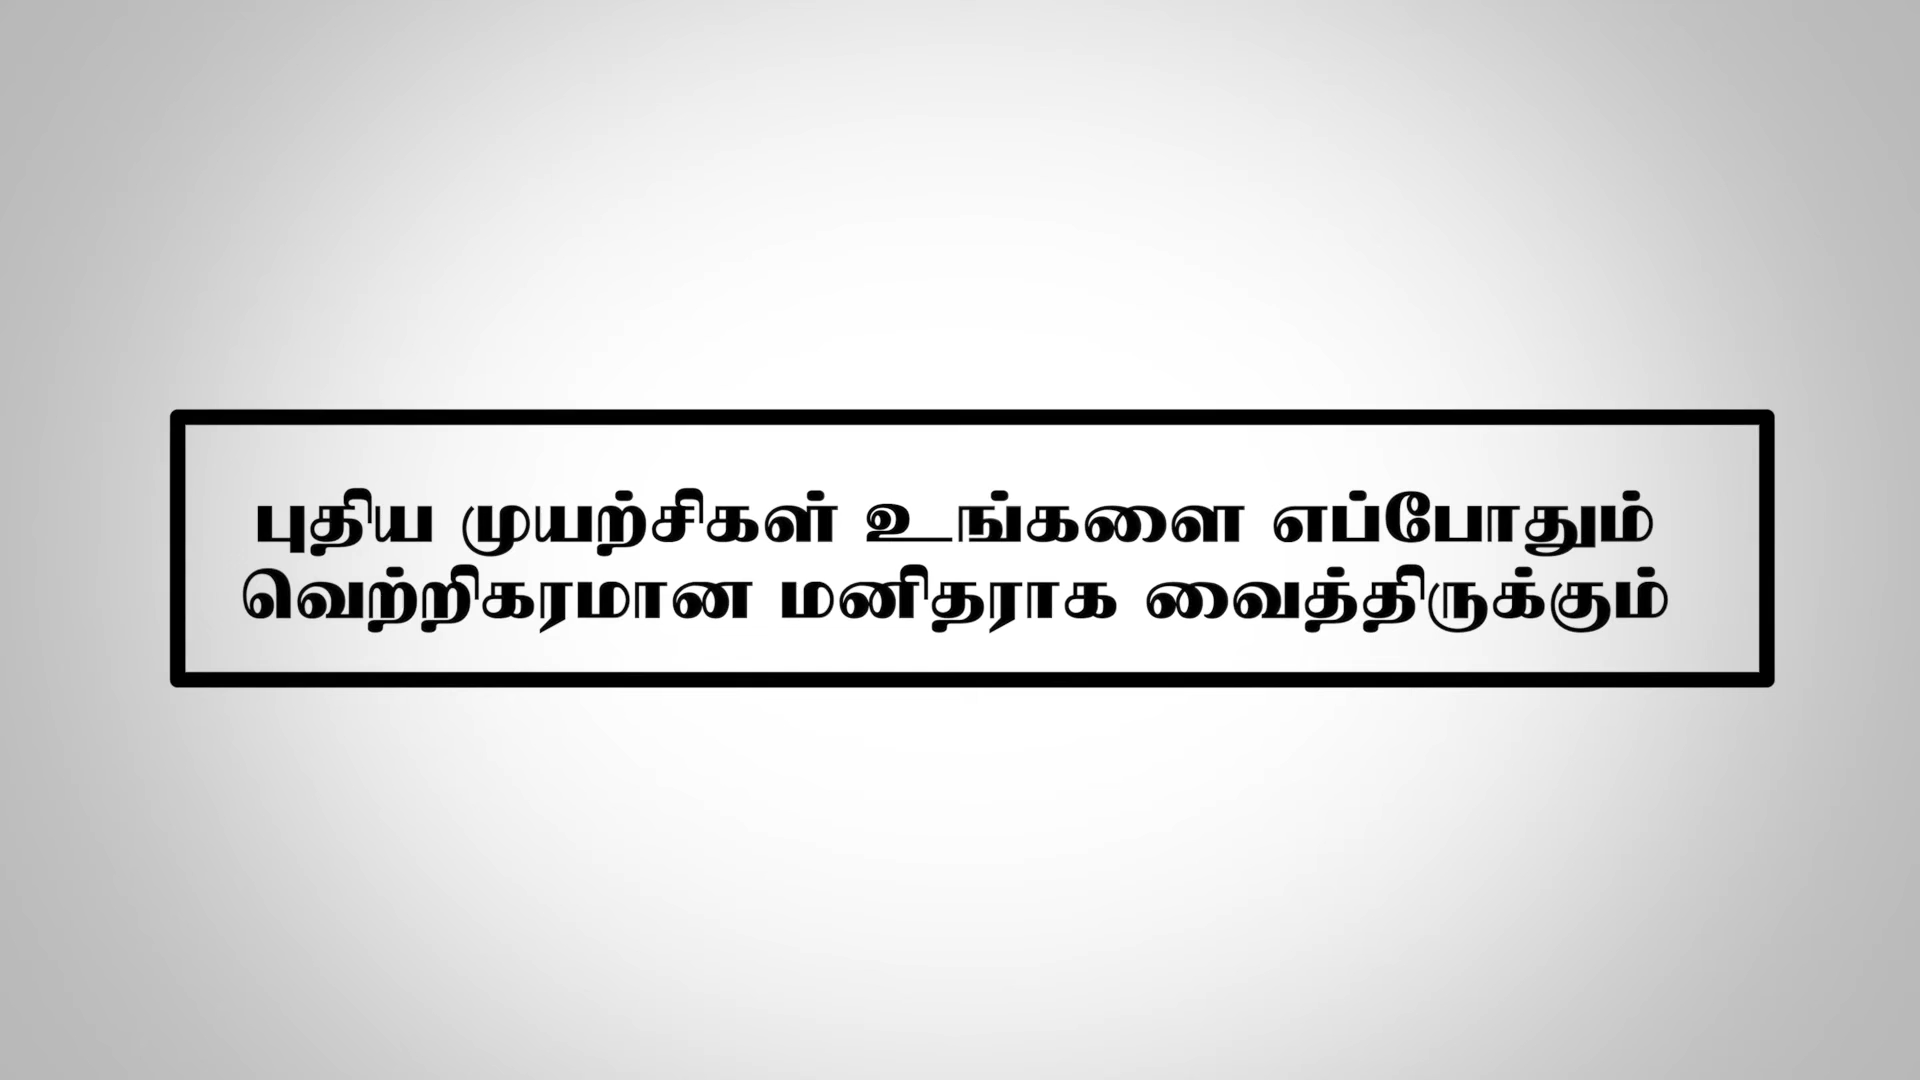 புதிய முயற்சிகள் உங்களை எப்போதும்
வெற்றிகரமான மனிதராக வைத்திருக்கும்